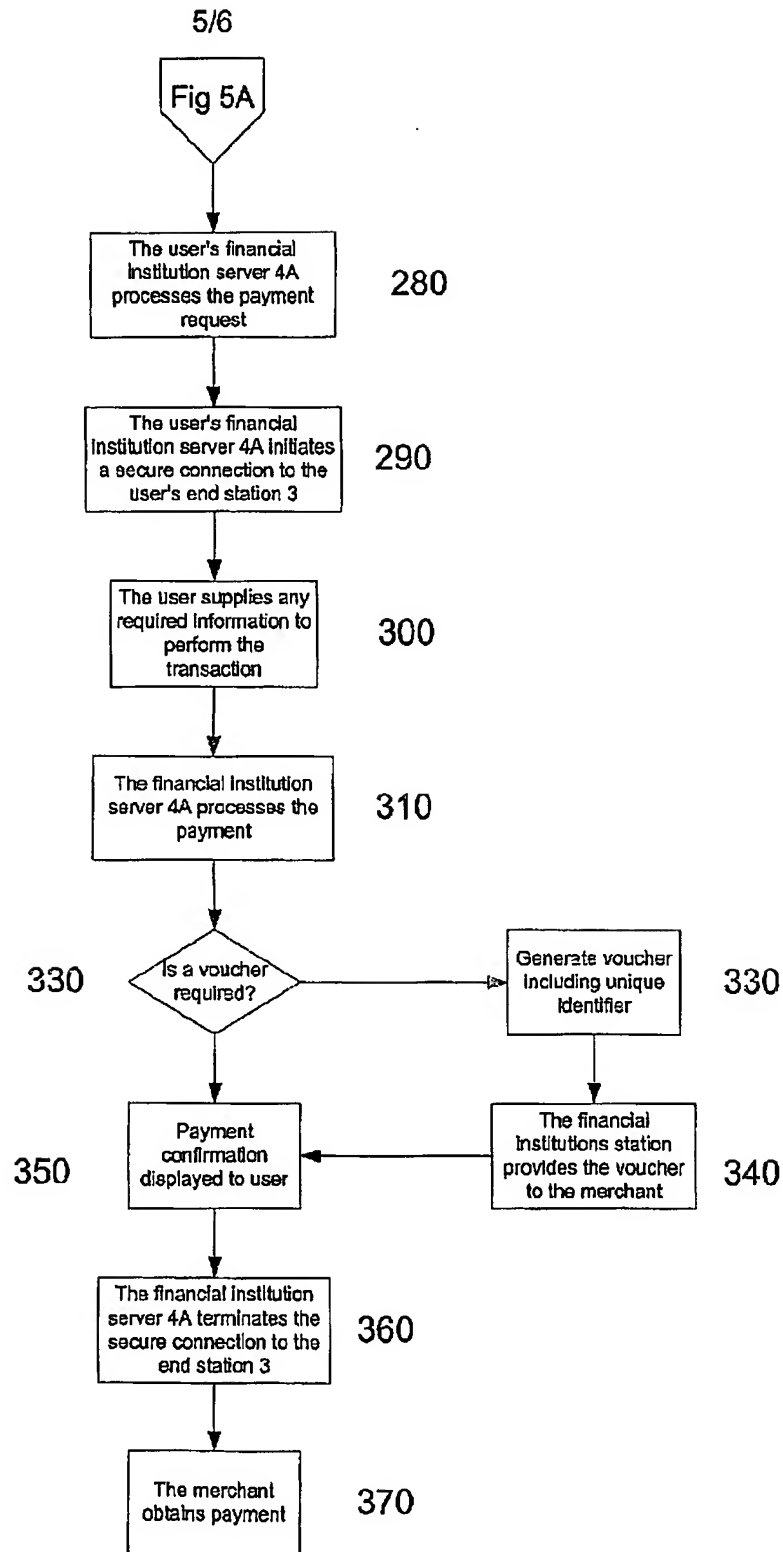 5/6
Fig 5A
The user's financial
institution server 4A
processes the payment
request
280
The user's financial
institution server 4A initiates
a secure connection to the
user's end station 3
290
The user supplies any
required information to
perform the
transaction
300
The financial institution
server 4A processes the
payment
310
330
Is a voucher
required?
Generate voucher
including unique
identifier
330
350
Payment
confirmation
displayed to user
The financial
institutions station
provides the voucher
to the merchant
340
The financial institution
server 4A terminates the
secure connection to the
end station 3
360
The merchant
obtains payment
370